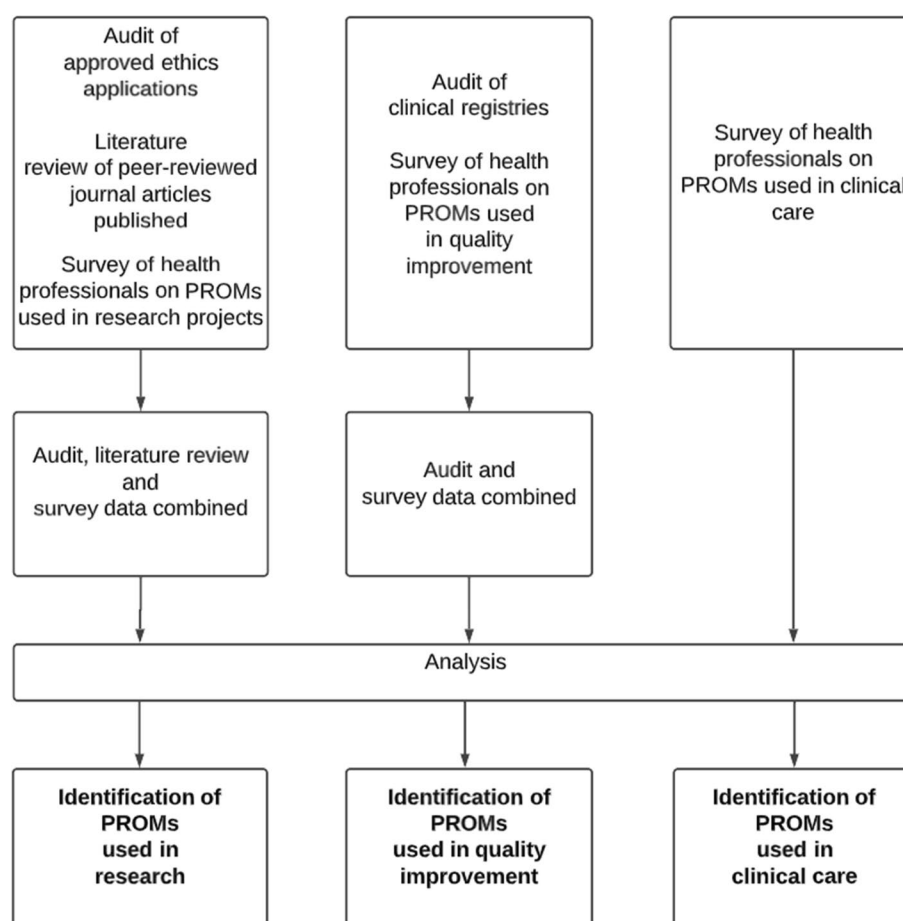 Audit of
approved ethics
applications
Literature
review of peer-reviewed
journal articles
published
Survey of health
professionals on PROMs
used in research projects
Audit of
clinical registries
Survey of health
professionals on
PROMs used
in quality
improvement
Survey of health
professionals on
PROMs used in clinical
care
Audit, literature review
and
survey data combined
Audit and
survey data combined
Analysis
Identification of
PROMs
used in
research
Identification of
PROMs
used in quality
improvement
Identification of
PROMs
used in
clinical care